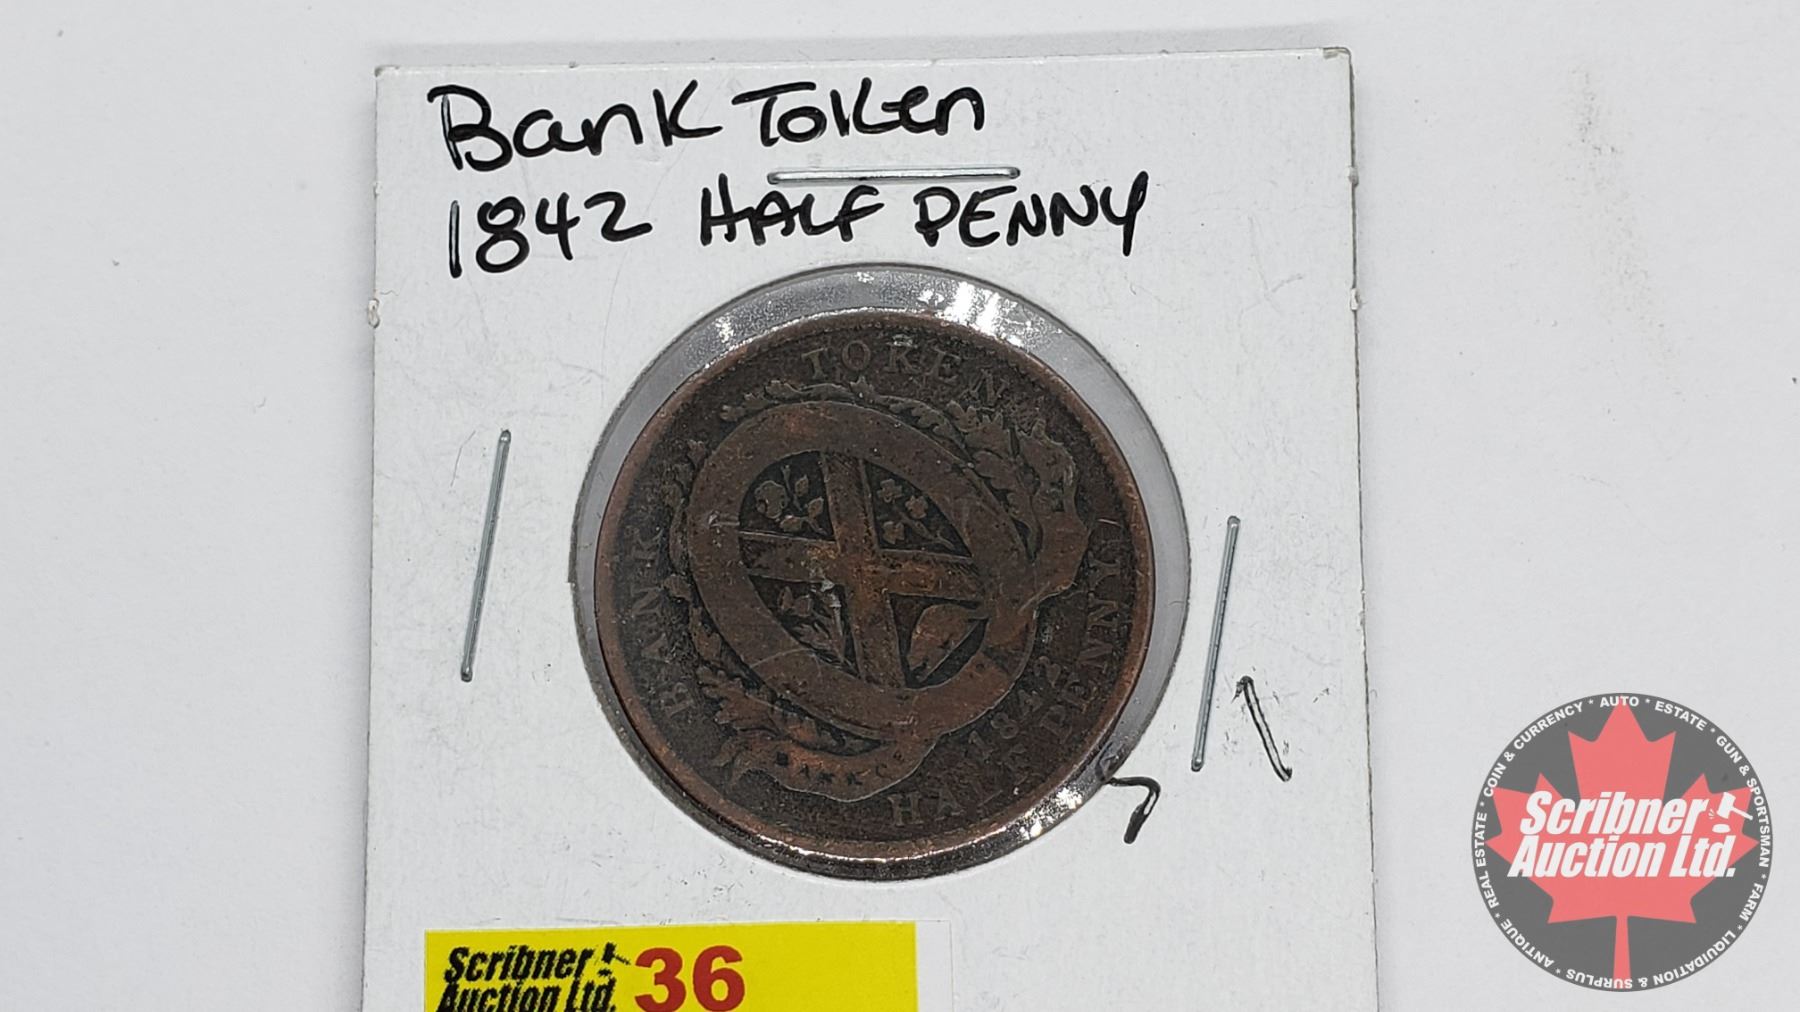 Bank Token
1842 HALF PENNY
TOKEN
BANK
1842
HALF PENNY
Scribner
Auction Ltd.
36
COIN & CURRENCY * AUTO * ESTATE * GUN & SPORTSMAN * FARM * LIQUIDATION & SURPLUS * ANTIQUE * REAL ESTATE *
Scribner
Auction Ltd.